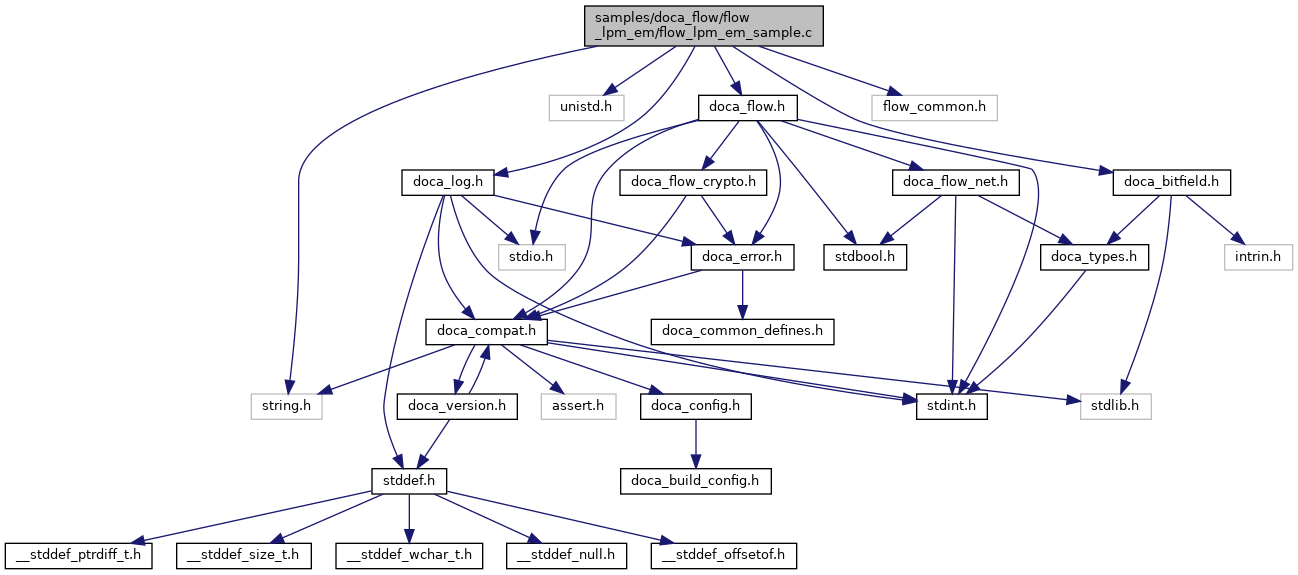 samples/doca_flow/flow
_lpm_em/flow_lpm_em_sample.c
unistd.h
doca_flow.h
flow_common.h
doca_log.h
doca_flow_crypto.h
doca_flow_net.h
doca_bitfield.h
stdio.h
doca_error.h
stdbool.h
doca_types.h
intrin.h
doca_compat.h
doca_common_defines.h
string.h
doca_version.h
assert.h
doca_config.h
stdint.h
stdlib.h
stddef.h
doca_build_config.h
__stddef_ptrdiff_t.h
__stddef_size_t.h
__stddef_wchar_t.h
__stddef_null.h
__stddef_offsetof.h